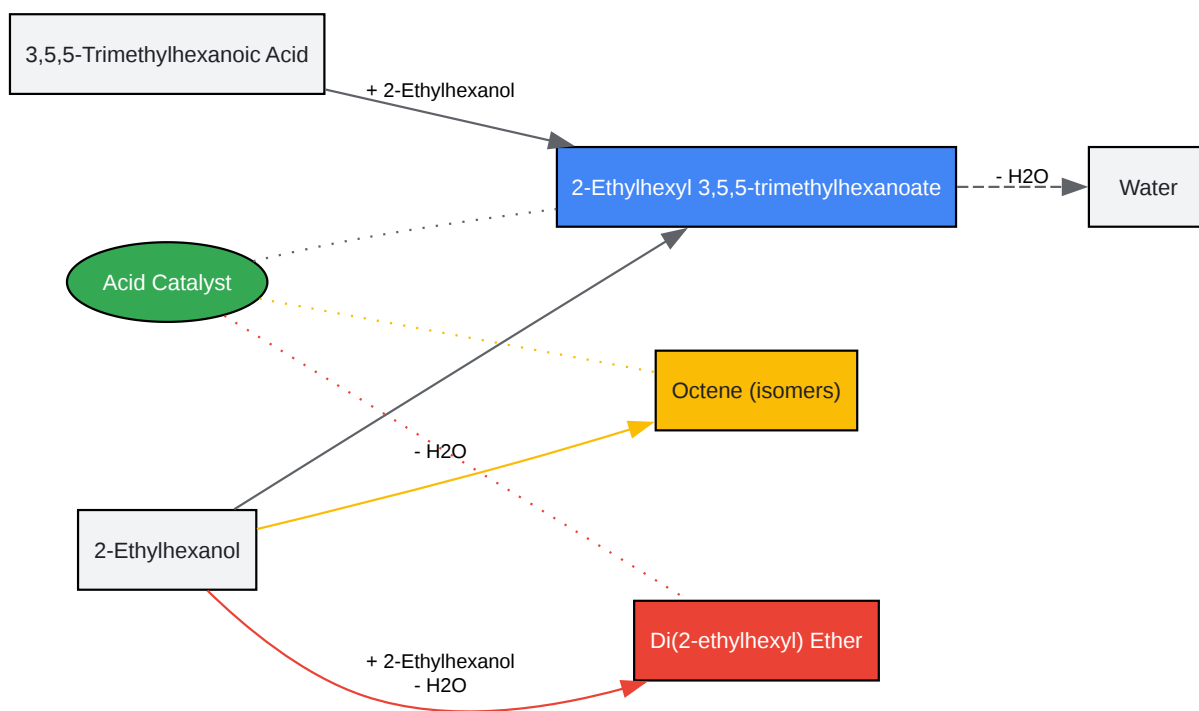 3,5,5-Trimethylhexanoic Acid
+ 2-Ethylhexanol
2-Ethylhexyl 3,5,5-trimethylhexanoate
- H2O
Water
Acid Catalyst
Octene (isomers)
- H2O
2-Ethylhexanol
Di(2-ethylhexyl) Ether
+ 2-Ethylhexanol
- H2O